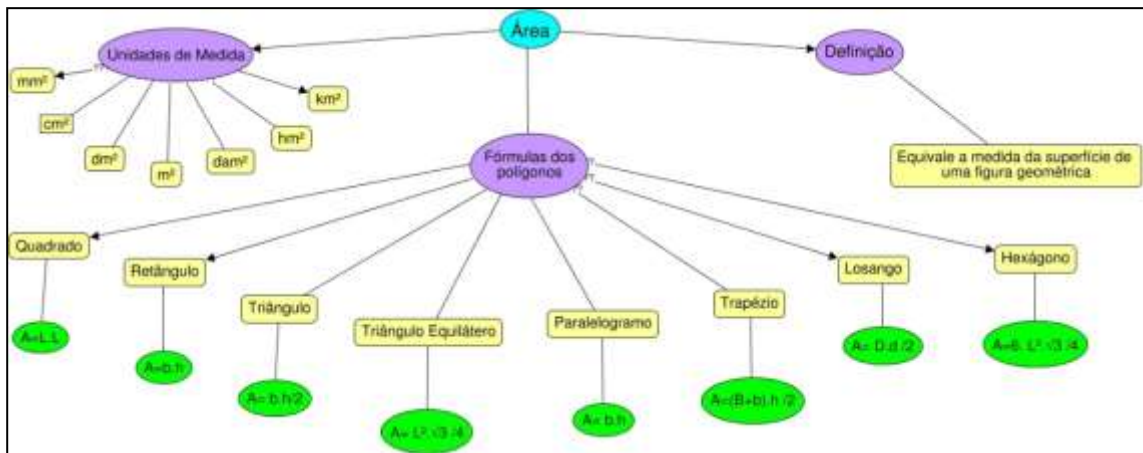 Área
Unidades de Medida
Definição
mm²
cm²
dm²
m²
dam²
hm²
km²
Equivale a medida da superfície de
uma figura geométrica
Fórmulas dos
polígonos
Quadrado
Retângulo
Triângulo
Triângulo Equilátero
Paralelogramo
Trapézio
Losango
Hexágono
A=L.L
A=b.h
A= b.h/2
A= L².√3 /4
A= b.h
A=(B+b).h /2
A= D.d /2
A=6. L².√3 /4